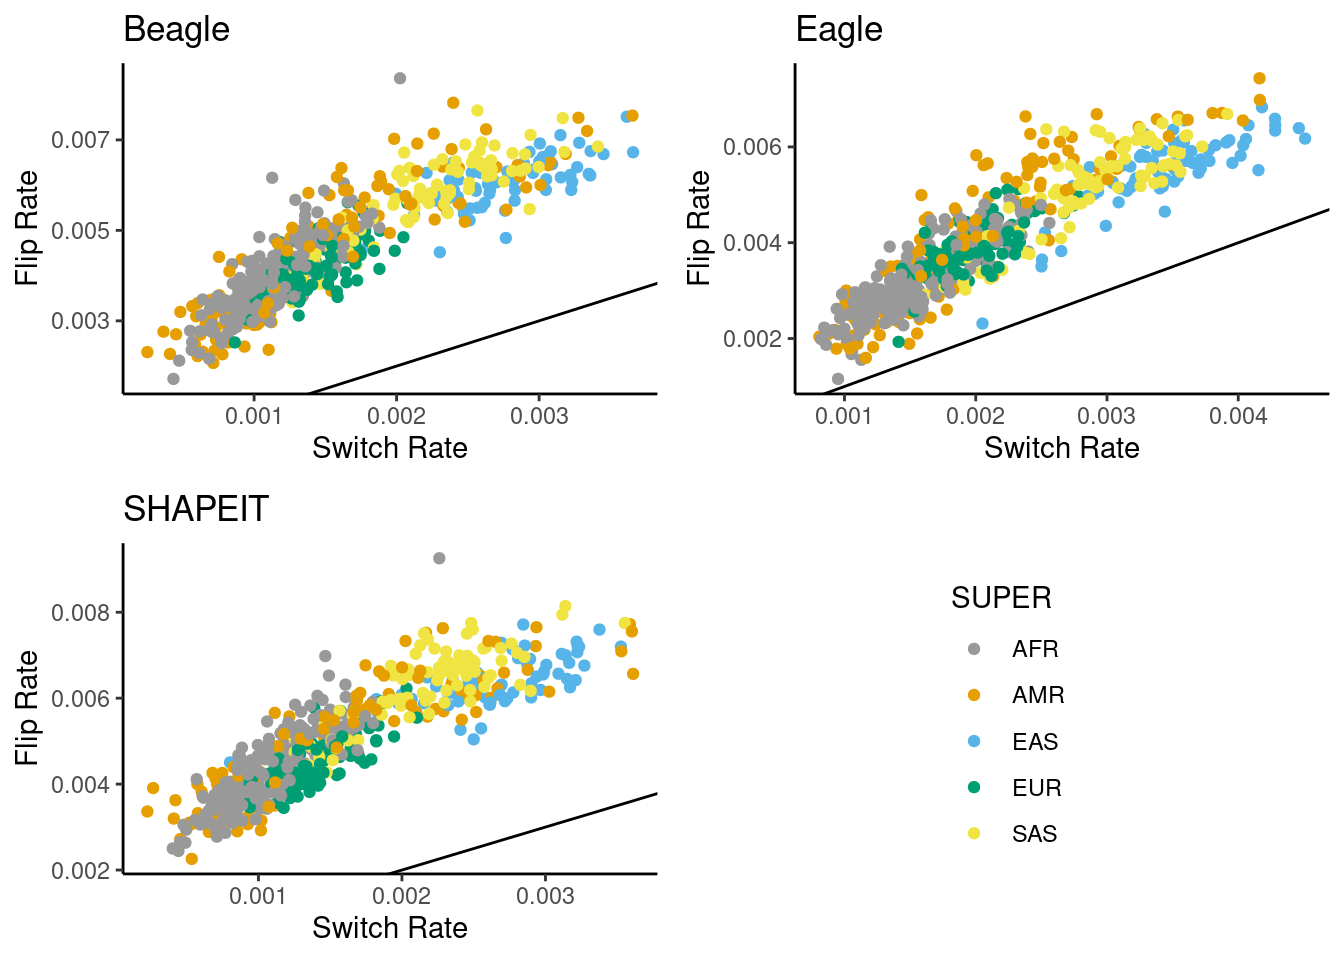 Beagle
Flip Rate
0.007
0.005
0.003
0.001 0.002 0.003
Switch Rate
Eagle
Flip Rate
0.006
0.004
0.002
0.001 0.002 0.003 0.004
Switch Rate
SHAPEIT
Flip Rate
0.008
0.006
0.004
0.002
0.001 0.002 0.003
Switch Rate
SUPER
AFR
AMR
EAS
EUR
SAS